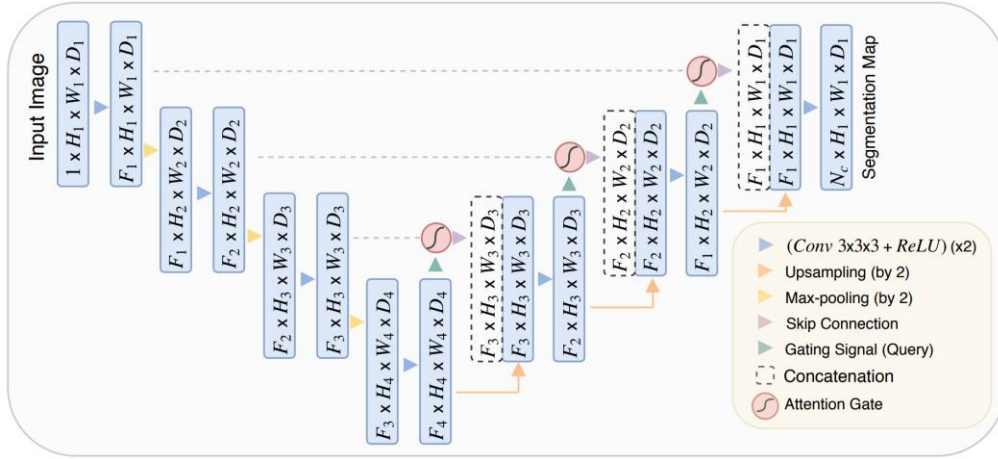 Input Image
1 x H₁ x W₁ x D₁
F₁ x H₁ x W₁ x D₁
F₁ x H₂ x W₂ x D₂
F₂ x H₂ x W₂ x D₂
F₂ x H₃ x W₃ x D₃
F₃ x H₃ x W₃ x D₃
F₃ x H₄ x W₄ x D₄
F₄ x H₄ x W₄ x D₄
F₃ x H₃ x W₃ x D₃
F₃ x H₃ x W₃ x D₃
F₂ x H₃ x W₃ x D₃
F₂ x H₂ x W₂ x D₂
F₂ x H₂ x W₂ x D₂
F₁ x H₂ x W₂ x D₂
F₁ x H₁ x W₁ x D₁
F₁ x H₁ x W₁ x D₁
N_c x H₁ x W₁ x D₁
Segmentation Map
(Conv 3x3x3 + ReLU) (x2)
Upsampling (by 2)
Max-pooling (by 2)
Skip Connection
Gating Signal (Query)
Concatenation
Attention Gate